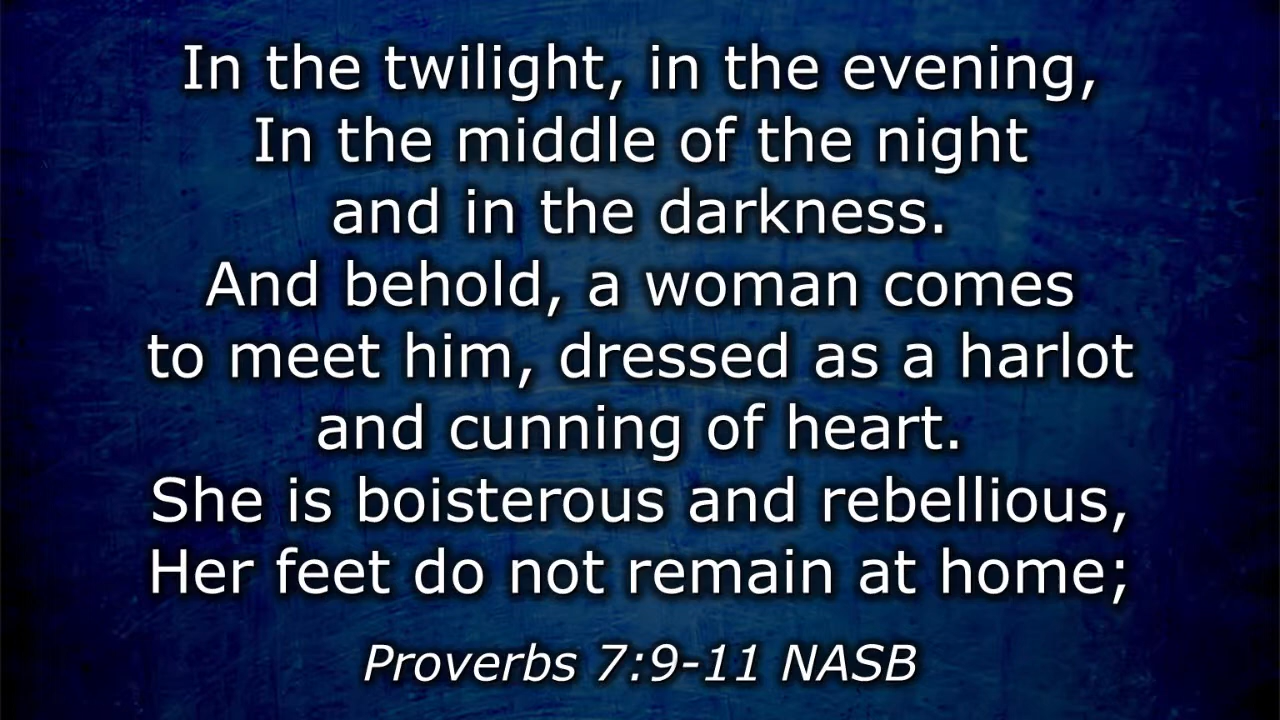 In the twilight, in the evening,
In the middle of the night
and in the darkness.
And behold, a woman comes
to meet him, dressed as a harlot
and cunning of heart.
She is boisterous and rebellious,
Her feet do not remain at home;
Proverbs 7:9-11 NASB